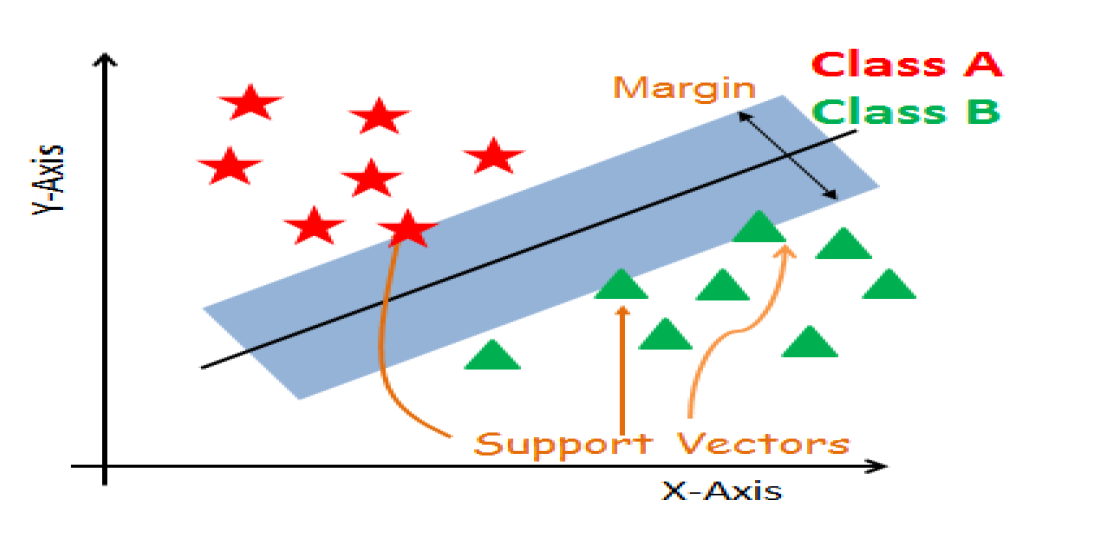 Class A
Margin
Class B
Y-Axis
Support Vectors
X-Axis